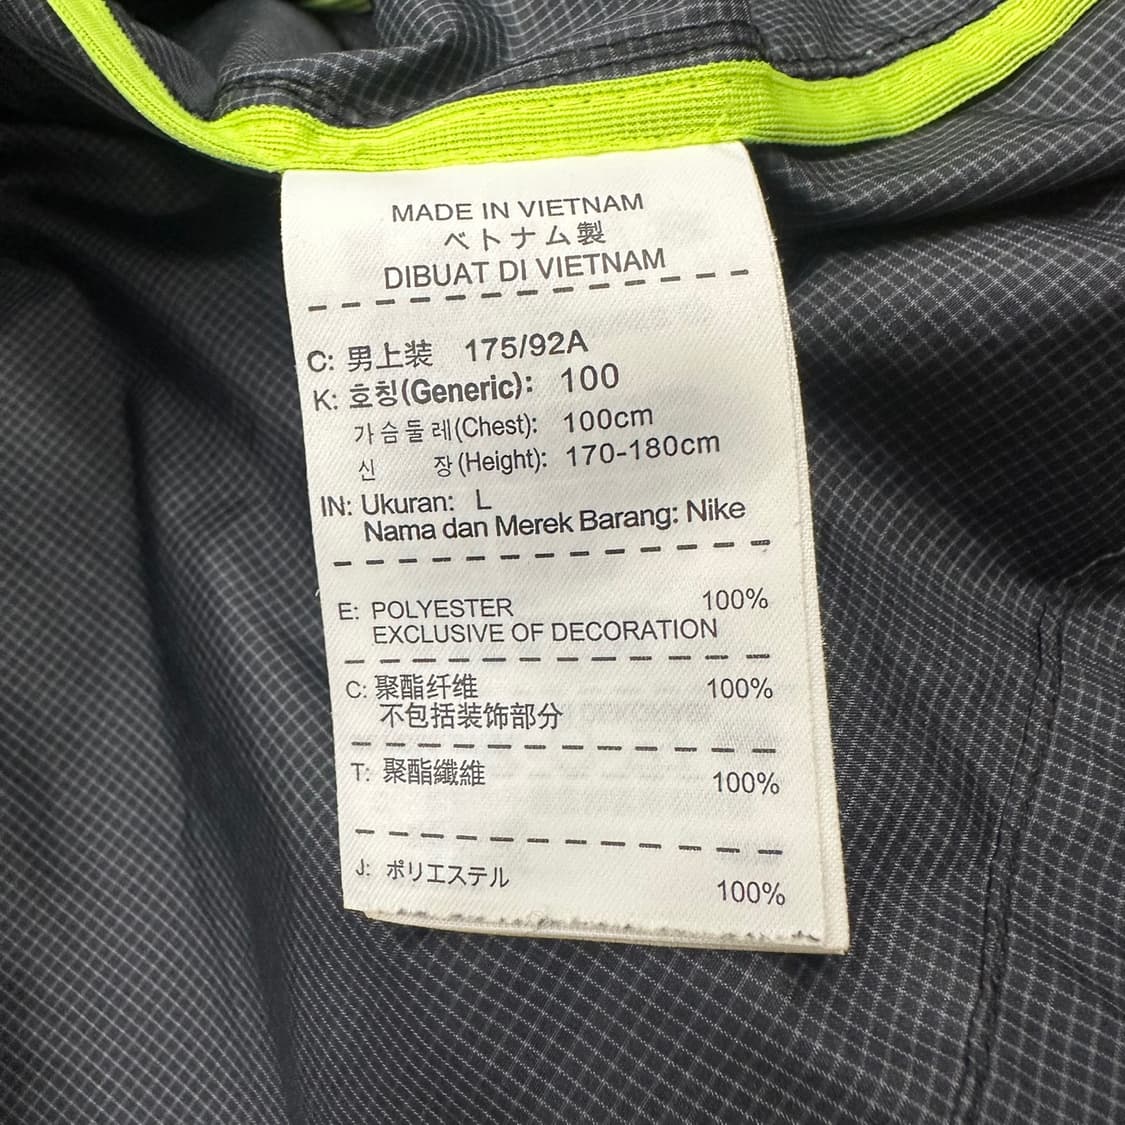 MADE IN VIETNAM
ベトナム製
DIBUAT DI VIETNAM
C: 男上装 175/92A
K: 호칭(Generic): 100
가슴둘레(Chest): 100cm
신 장(Height): 170-180cm
IN: Ukuran: L
Nama dan Merek Barang: Nike
E: POLYESTER 100%
EXCLUSIVE OF DECORATION
C: 聚酯纤维 100%
不包括装饰部分
T: 聚酯纖維 100%
J: ポリエステル 100%